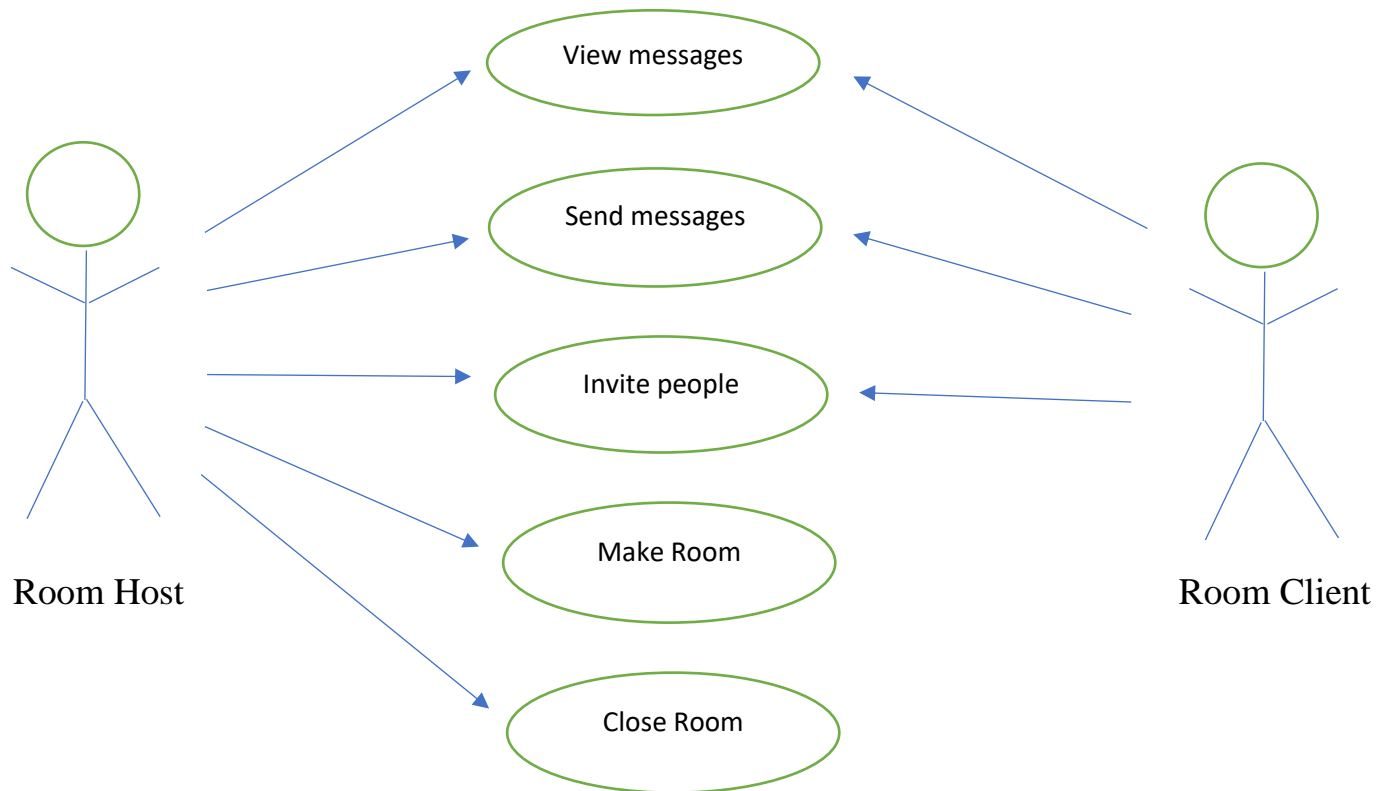 View messages
Send messages
Invite people
Make Room
Room Host
Room Client
Close Room